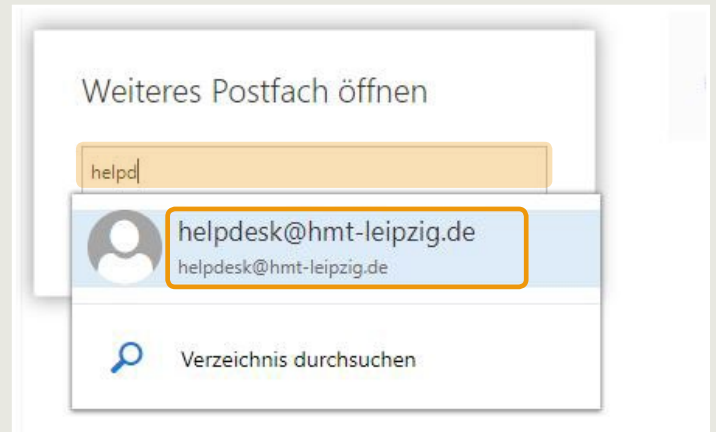 Weiteres Postfach öffnen
helpd
helpdesk@hmt-leipzig.de
helpdesk@hmt-leipzig.de
Verzeichnis durchsuchen